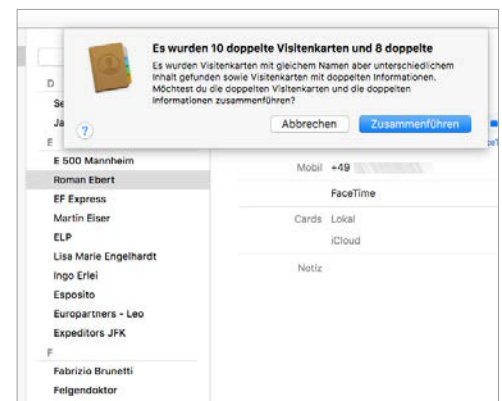 Es wurden 10 doppelte Visitenkarten und 8 doppelte
Es wurden Visitenkarten mit gleichem Namen aber unterschiedlichem
Inhalt gefunden sowie Visitenkarten mit doppelten Informationen.
Möchtest du die doppelten Visitenkarten und die doppelten
Informationen zusammenführen?
?
Abbrechen
Zusammenführen
D
Se
Ja
E
E 500 Mannheim
Roman Ebert
EF Express
Martin Eiser
ELP
Lisa Marie Engelhardt
Ingo Erlei
Esposito
Europartners - Leo
Expeditors JFK
F
Fabrizio Brunetti
Felgendoktor
Mobil +49
FaceTime
Cards Lokal
iCloud
Notiz